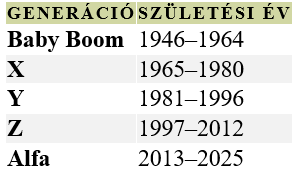 GENERÁCIÓ SZÜLETÉSI ÉV
Baby Boom 1946–1964
X 1965–1980
Y 1981–1996
Z 1997–2012
Alfa 2013–2025